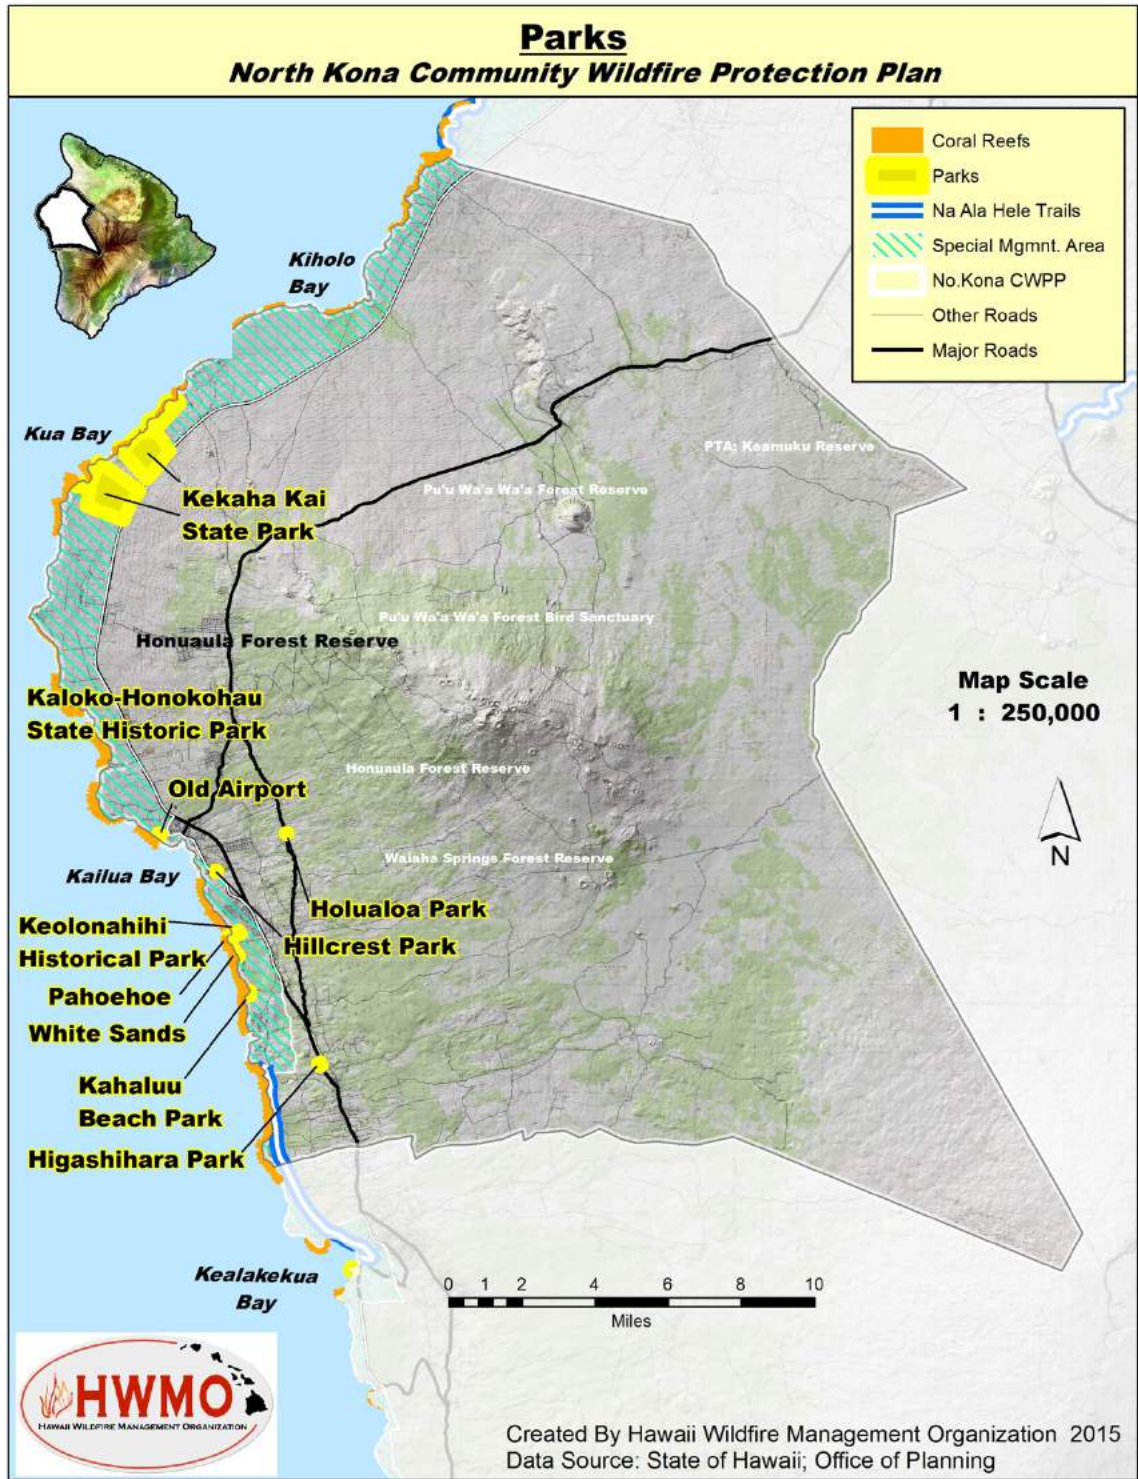 Parks
North Kona Community Wildfire Protection Plan
Coral Reefs
Parks
Na Ala Hele Trails
Special Mgmnt. Area
No.Kona CWPP
Other Roads
Major Roads
Kiholo
Bay
Kua Bay
PTA: Keamuku Reserve
Pu'u Wa'a Wa'a Forest Reserve
Kekaha Kai
State Park
Pu'u Wa'a Wa'a Forest Bird Sanctuary
Honuaula Forest Reserve
Kaloko-Honokohau
State Historic Park
Map Scale
1 : 250,000
Honuaula Forest Reserve
Old Airport
N
Waiaha Springs Forest Reserve
Kailua Bay
Holualoa Park
Keolonahihi
Historical Park
Hillcrest Park
Pahoehoe
White Sands
Kahaluu
Beach Park
Higashihara Park
Kealakekua
Bay
0 1 2 4 6 8 10
Miles
HWMO
HAWAII WILDFIRE MANAGEMENT ORGANIZATION
Created By Hawaii Wildfire Management Organization 2015
Data Source: State of Hawaii; Office of Planning